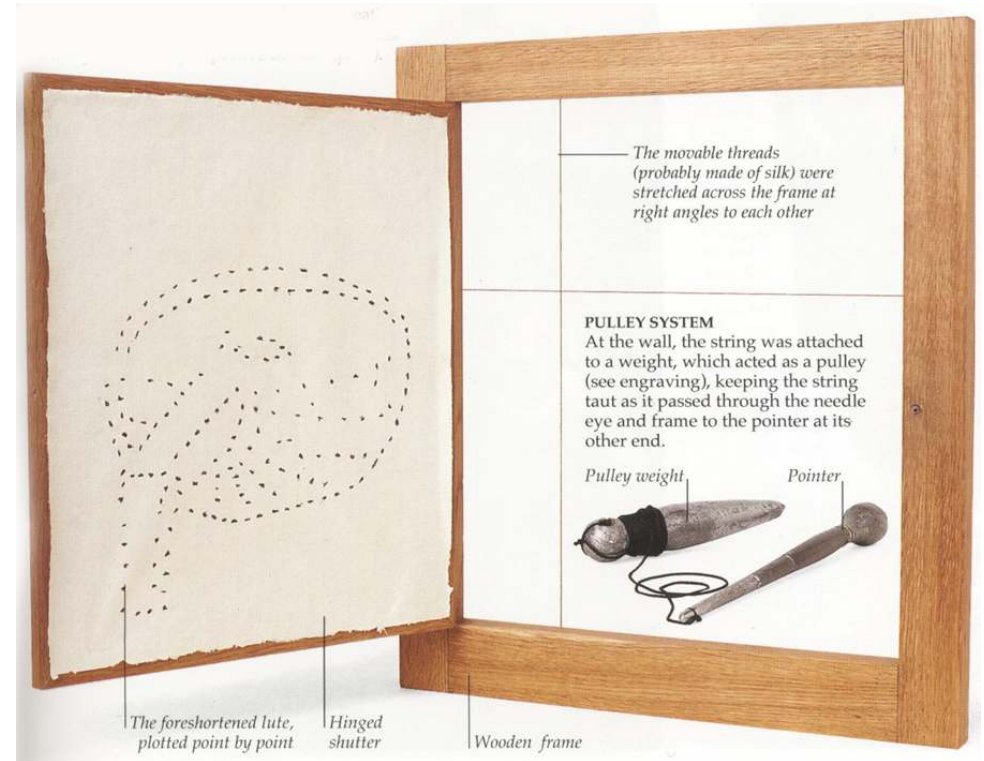 The movable threads
(probably made of silk) were
stretched across the frame at
right angles to each other
PULLEY SYSTEM
At the wall, the string was attached
to a weight, which acted as a pulley
(see engraving), keeping the string
taut as it passed through the needle
eye and frame to the pointer at its
other end.
Pulley weight
Pointer
The foreshortened lute,
plotted point by point
Hinged
shutter
Wooden frame